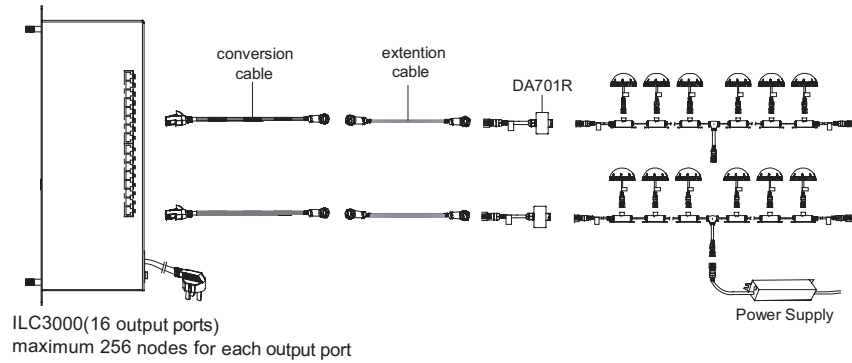 conversion
cable
extention
cable
DA701R
Power Supply
ILC3000(16 output ports)
maximum 256 nodes for each output port